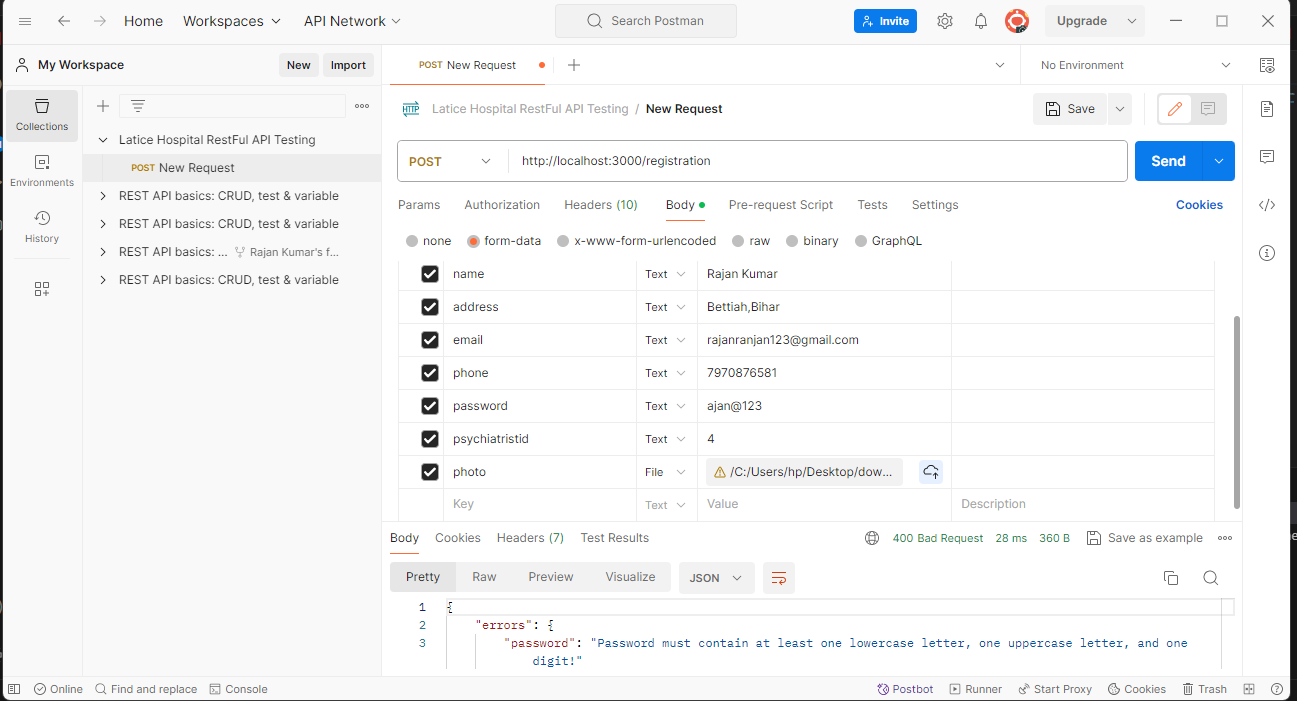 Home Workspaces API Network Search Postman Invite Upgrade
My Workspace New Import POST New Request No Environment
Collections
Environments
History
Latice Hospital RestFul API Testing
POST New Request
REST API basics: CRUD, test & variable
REST API basics: CRUD, test & variable
REST API basics: ... Rajan Kumar's f...
REST API basics: CRUD, test & variable
HTTP Latice Hospital RestFul API Testing / New Request Save
POST http://localhost:3000/registration Send
Params Authorization Headers (10) Body Pre-request Script Tests Settings Cookies
none form-data x-www-form-urlencoded raw binary GraphQL
name Text Rajan Kumar
address Text Bettiah,Bihar
email Text rajanranjan123@gmail.com
phone Text 7970876581
password Text ajan@123
psychiatristid Text 4
photo File /C:/Users/hp/Desktop/dow...
Key Text Value Description
Body Cookies Headers (7) Test Results 400 Bad Request 28 ms 360 B Save as example
Pretty Raw Preview Visualize JSON
1 {
2 "errors": {
3 "password": "Password must contain at least one lowercase letter, one uppercase letter, and one
digit!"
Online Find and replace Console Postbot Runner Start Proxy Cookies Trash